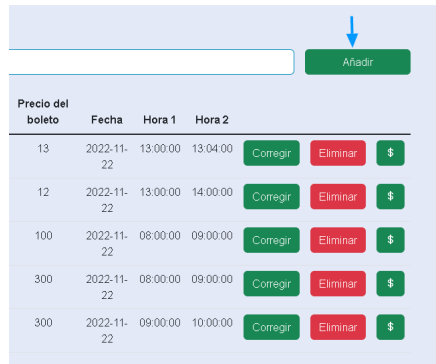 Añadir
Precio del
boleto Fecha Hora 1 Hora 2
13 2022-11- 13:00:00 13:04:00 Corregir Eliminar $
22
12 2022-11- 13:00:00 14:00:00 Corregir Eliminar $
22
100 2022-11- 08:00:00 09:00:00 Corregir Eliminar $
22
300 2022-11- 08:00:00 09:00:00 Corregir Eliminar $
22
300 2022-11- 09:00:00 10:00:00 Corregir Eliminar $
22